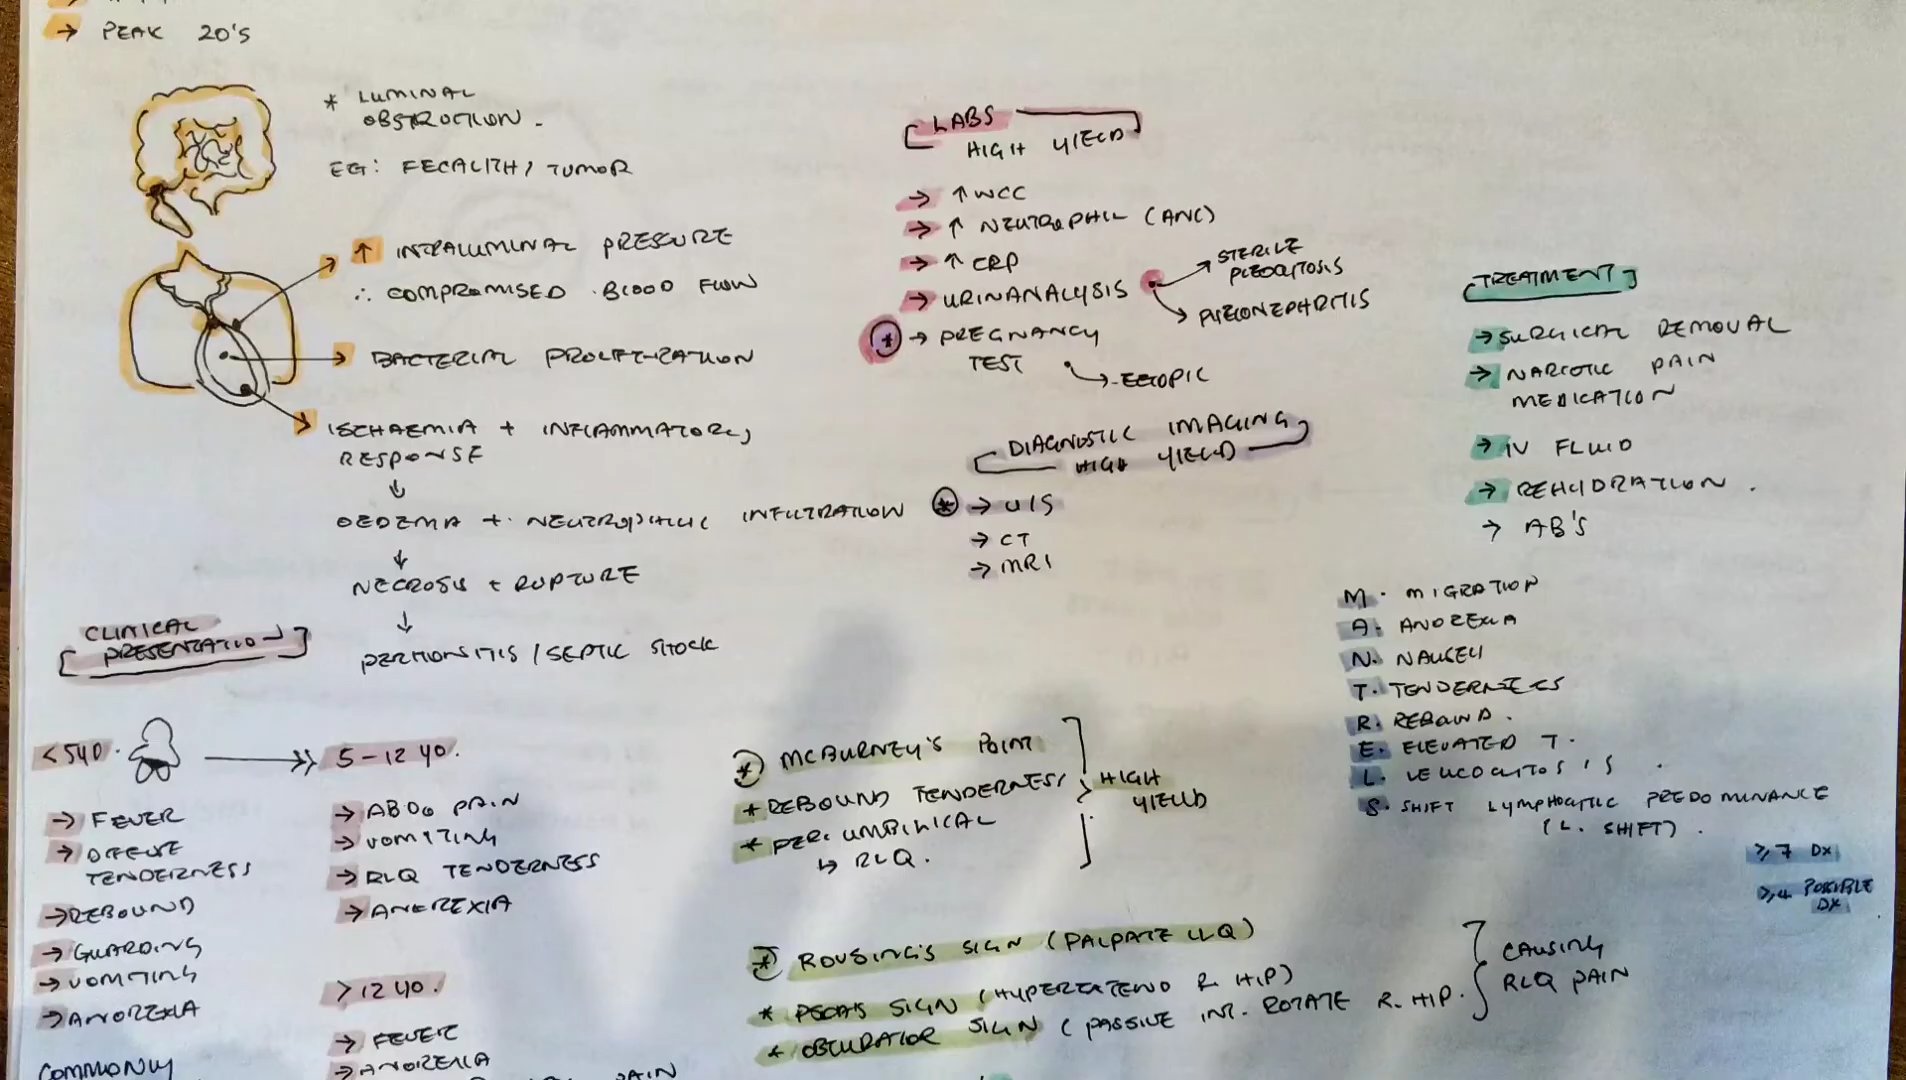 → PEAK 20'S
* LUMINAL
OBSTRUCTION -
EG: FECALITH, TUMOR
→ ↑ INTRALUMINAL PRESSURE
∴ COMPROMISED BLOOD FLOW
→ BACTERIAL PROLIFERATION
→ ISCHAEMIA + INFLAMMATORY
RESPONSE
↓
OEDEMA + NEUTROPHILIC INFILTRATION
↓
NECROSIS + RUPTURE
↓
PERITIONSITIS / SEPTIC SHOCK
CLINICAL
PRESENTATION
<5 YO.
→ FEVER
→ DIFFUSE
TENDERNESS
→ REBOUND
→ GUARDING
→ VOMITING
→ ANOREXIA
COMMONLY
5-12 YO.
→ ABDO PAIN
→ VOMITING
→ RLQ TENDERNESS
→ ANEREXIA
>12 YO.
→ FEVER
→ ANOREXIA
PAIN
LABS
HIGH YIELD
→ ↑ WCC
→ ↑ NEUTROPHIL (ANC)
→ ↑ CRP
→ URINANALYSIS
→ STERILE
PLEOCYTOSIS
→ PYELONEPHRITIS
* → PREGNANCY
TEST
→ ECTOPIC
DIAGNOSTIC IMAGING
HIGH YIELD
* → U/S
→ CT
→ MRI
* MCBURNEY'S POINT
* REBOUND TENDERNESS
* PERI UMBILICAL
↳ RLQ.
HIGH
YIELD
* ROUSING'S SIGN (PALPATE LLQ)
* PSOAS SIGN (HYPEREXTEND R. HIP)
* OBTURATOR SIGN (PASSIVE INT. ROTATE R. HIP.
CAUSING
RLQ PAIN
TREATMENT
→ SURGICAL REMOVAL
→ NARCOTIC PAIN
MEDICATION
→ IV FLUID
→ REHYDRATION.
→ AB'S
M. MIGRATION
A. ANOREXIA
N. NAUSEA
T. TENDERNESS
R. REBOUND.
E. ELEVATED T.
L. LEUCOCYTOSIS.
S. SHIFT LYMPHOCYTIC PREDOMINANCE
(L. SHIFT).
≥7 DX
≥4 POSSIBLE
DX